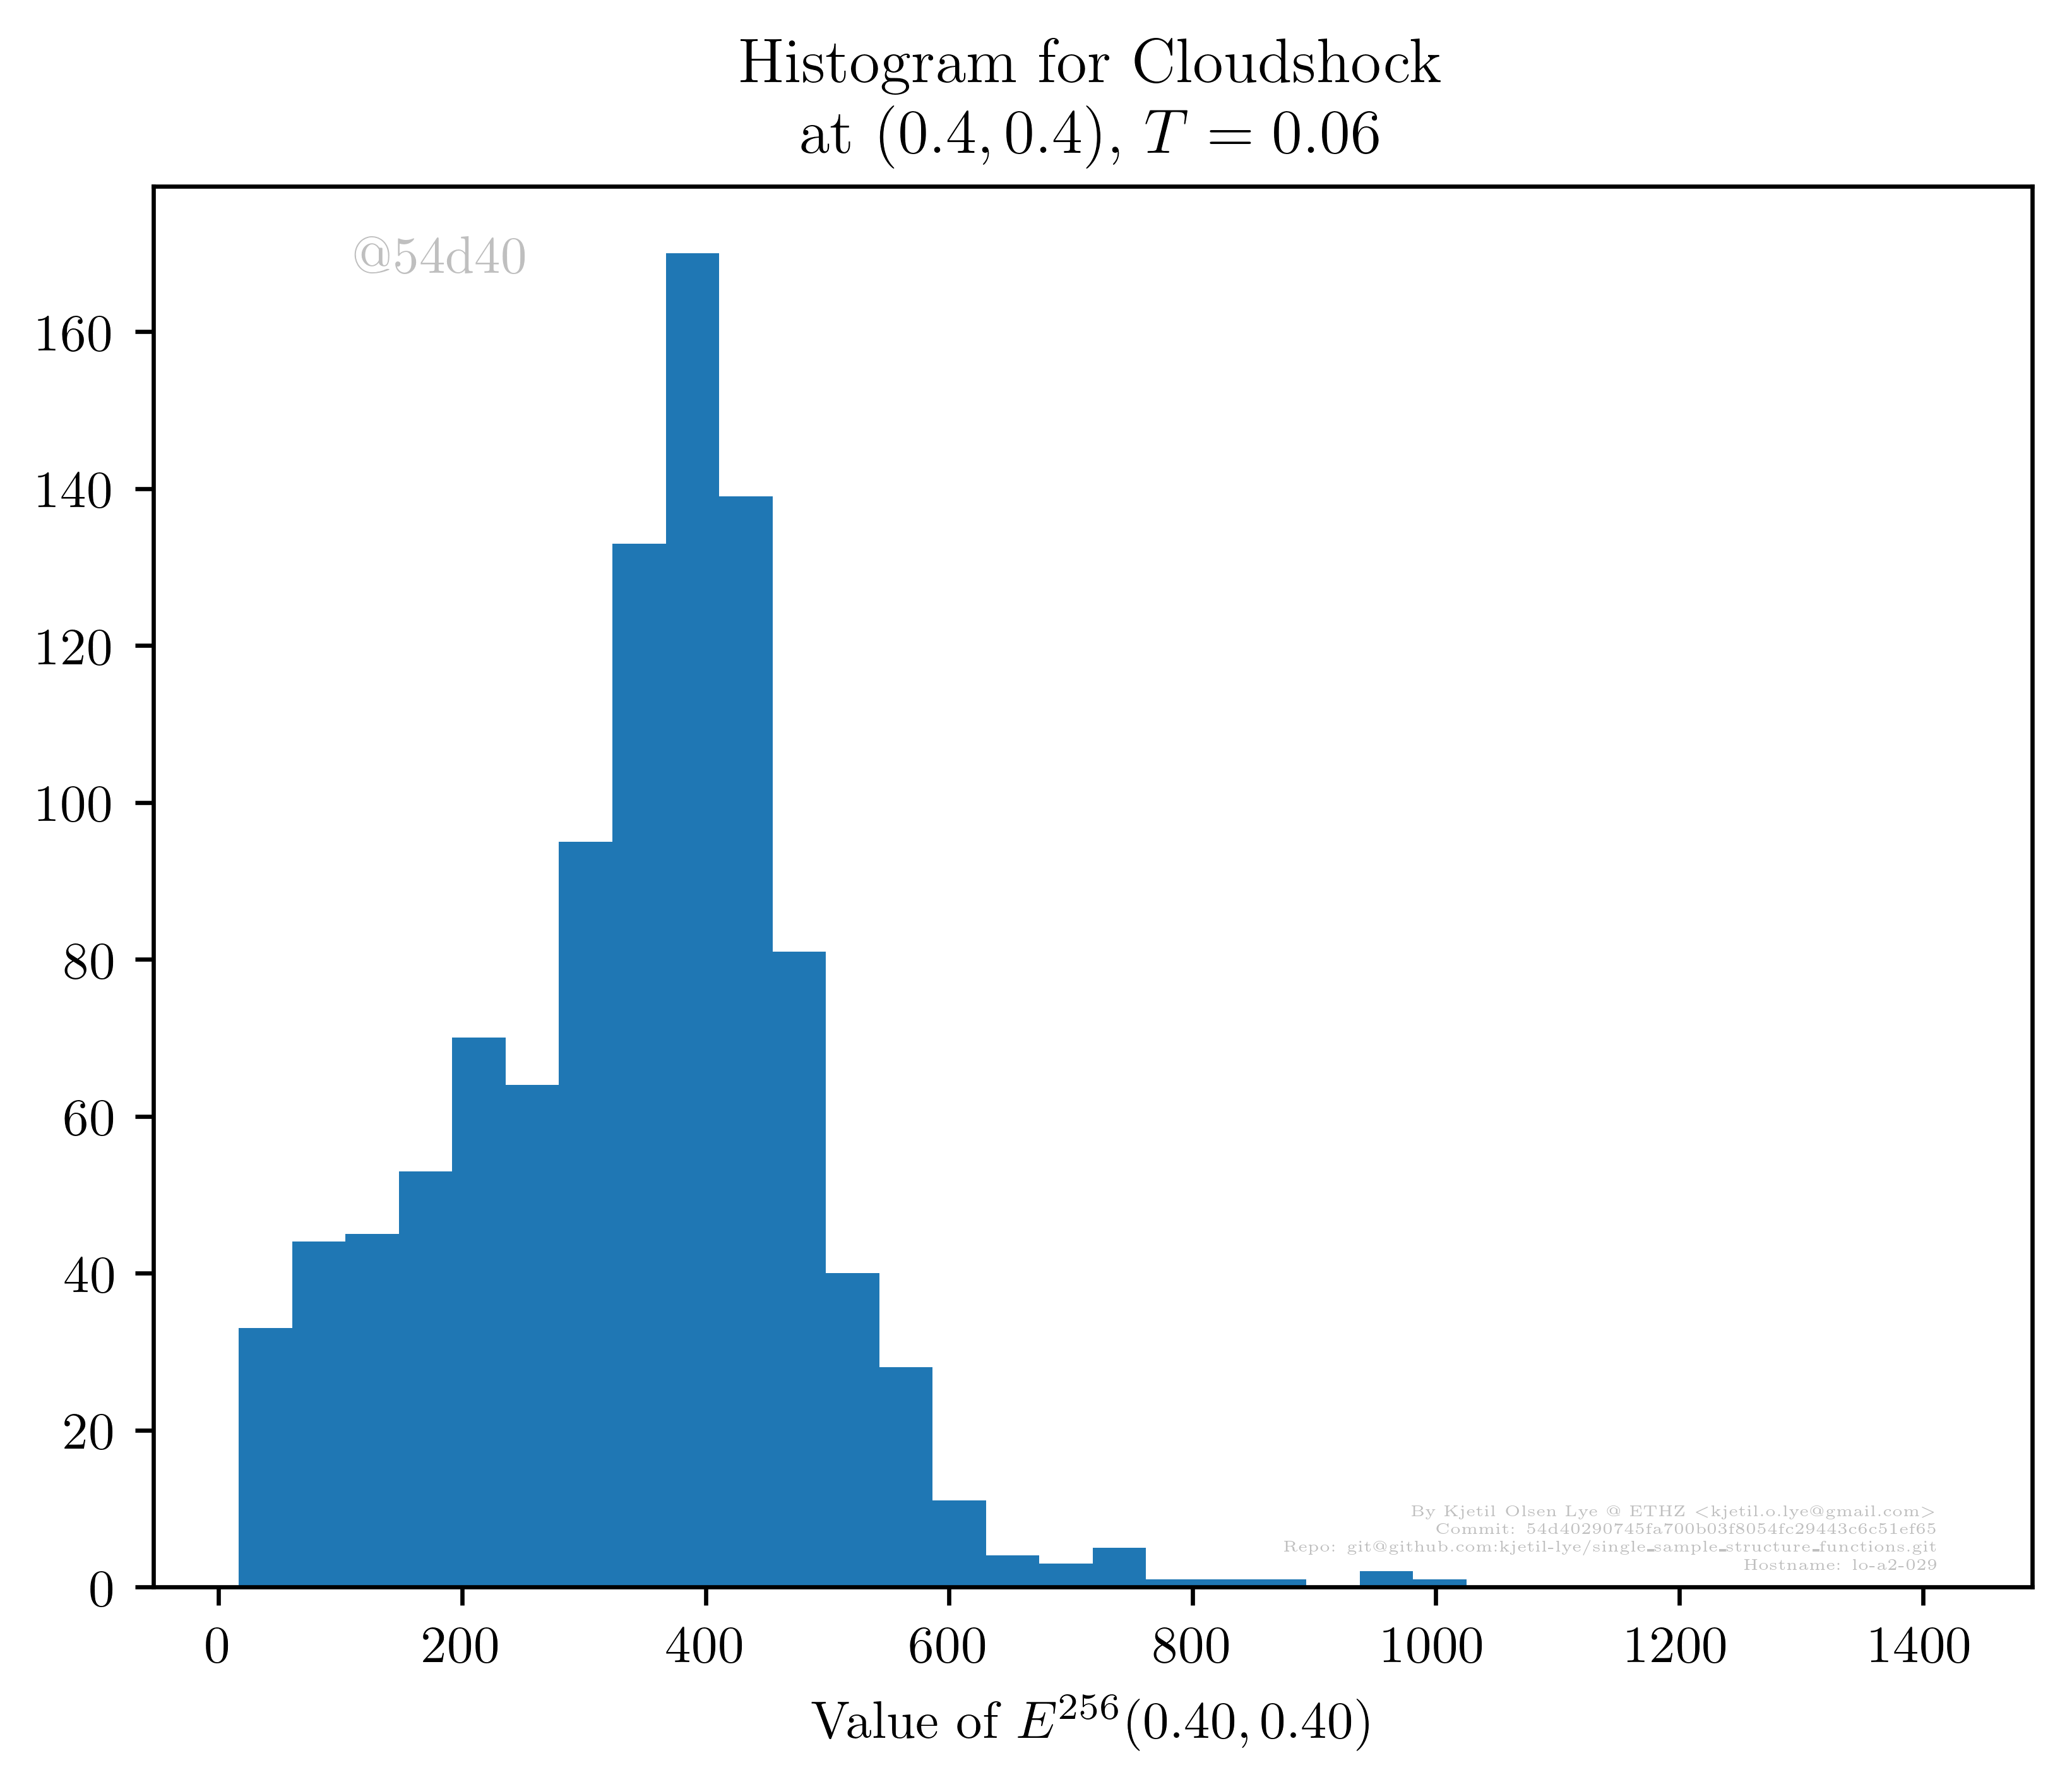 Histogram for Cloudshock
at (0.4, 0.4), T = 0.06
@54d40
160
140
120
100
80
60
40
20
0
By Kjetil Olsen Lye @ ETHZ <kjetil.o.lye@gmail.com>
Commit: 54d40290745fa700b03f8054fc29443c6c51ef65
Repo: git@github.com:kjetil-lye/single_sample_structure_functions.git
Hostname: lo-a2-029
0 200 400 600 800 1000 1200 1400
Value of E^256(0.40, 0.40)